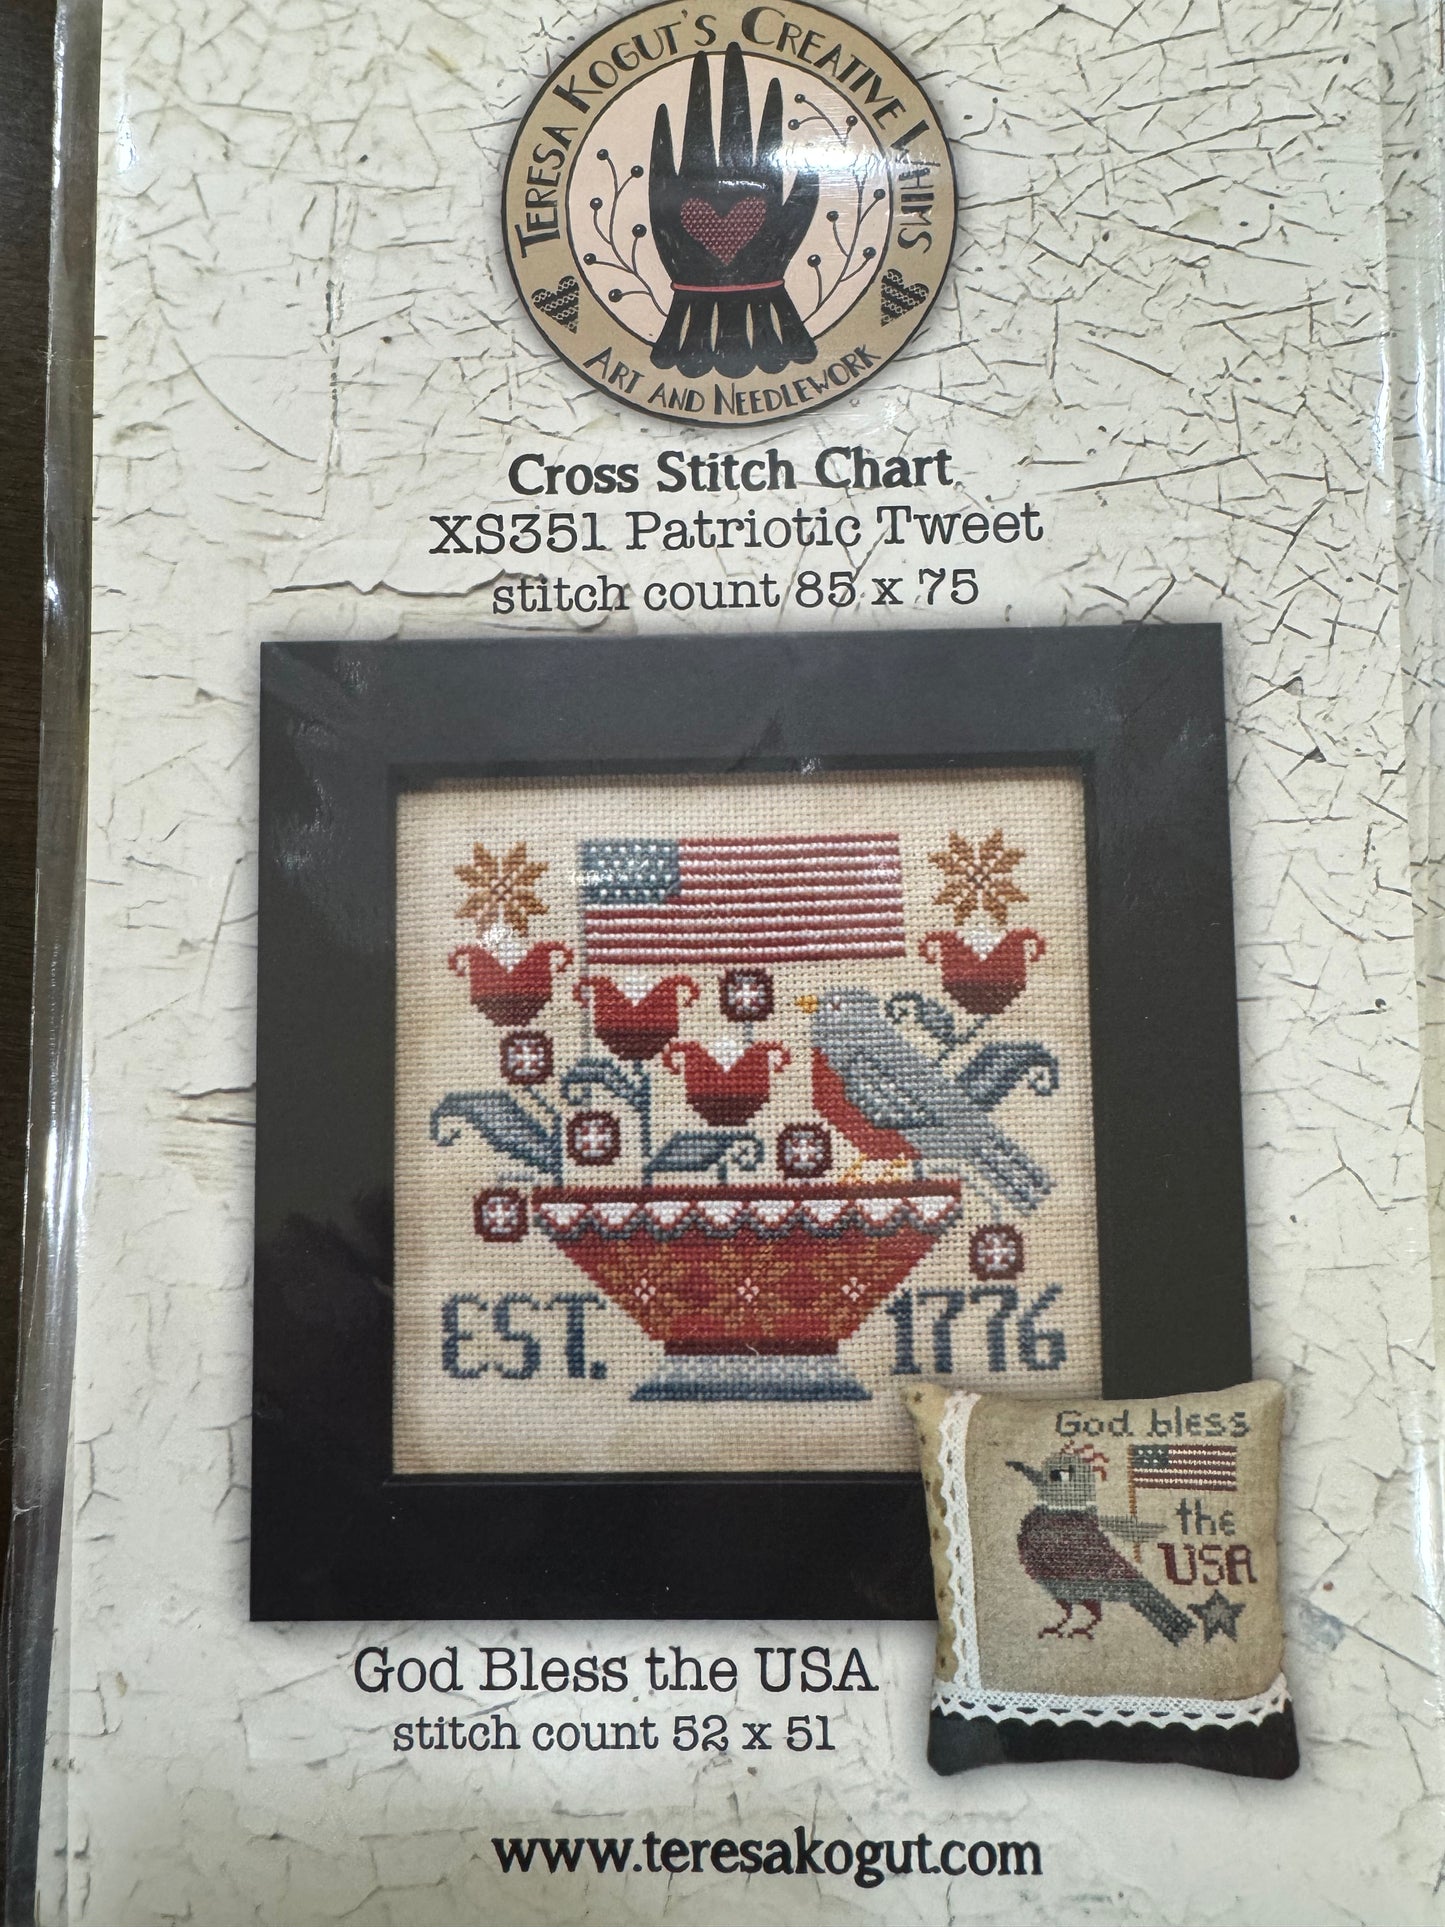 TERESA KOGUT'S CREATIVE WHIMS
ART AND NEEDLEWORK
Cross Stitch Chart
XS351 Patriotic Tweet
stitch count 85 x 75
EST. 1776
God bless
the
USA
God Bless the USA
stitch count 52 x 51
www.teresakogut.com